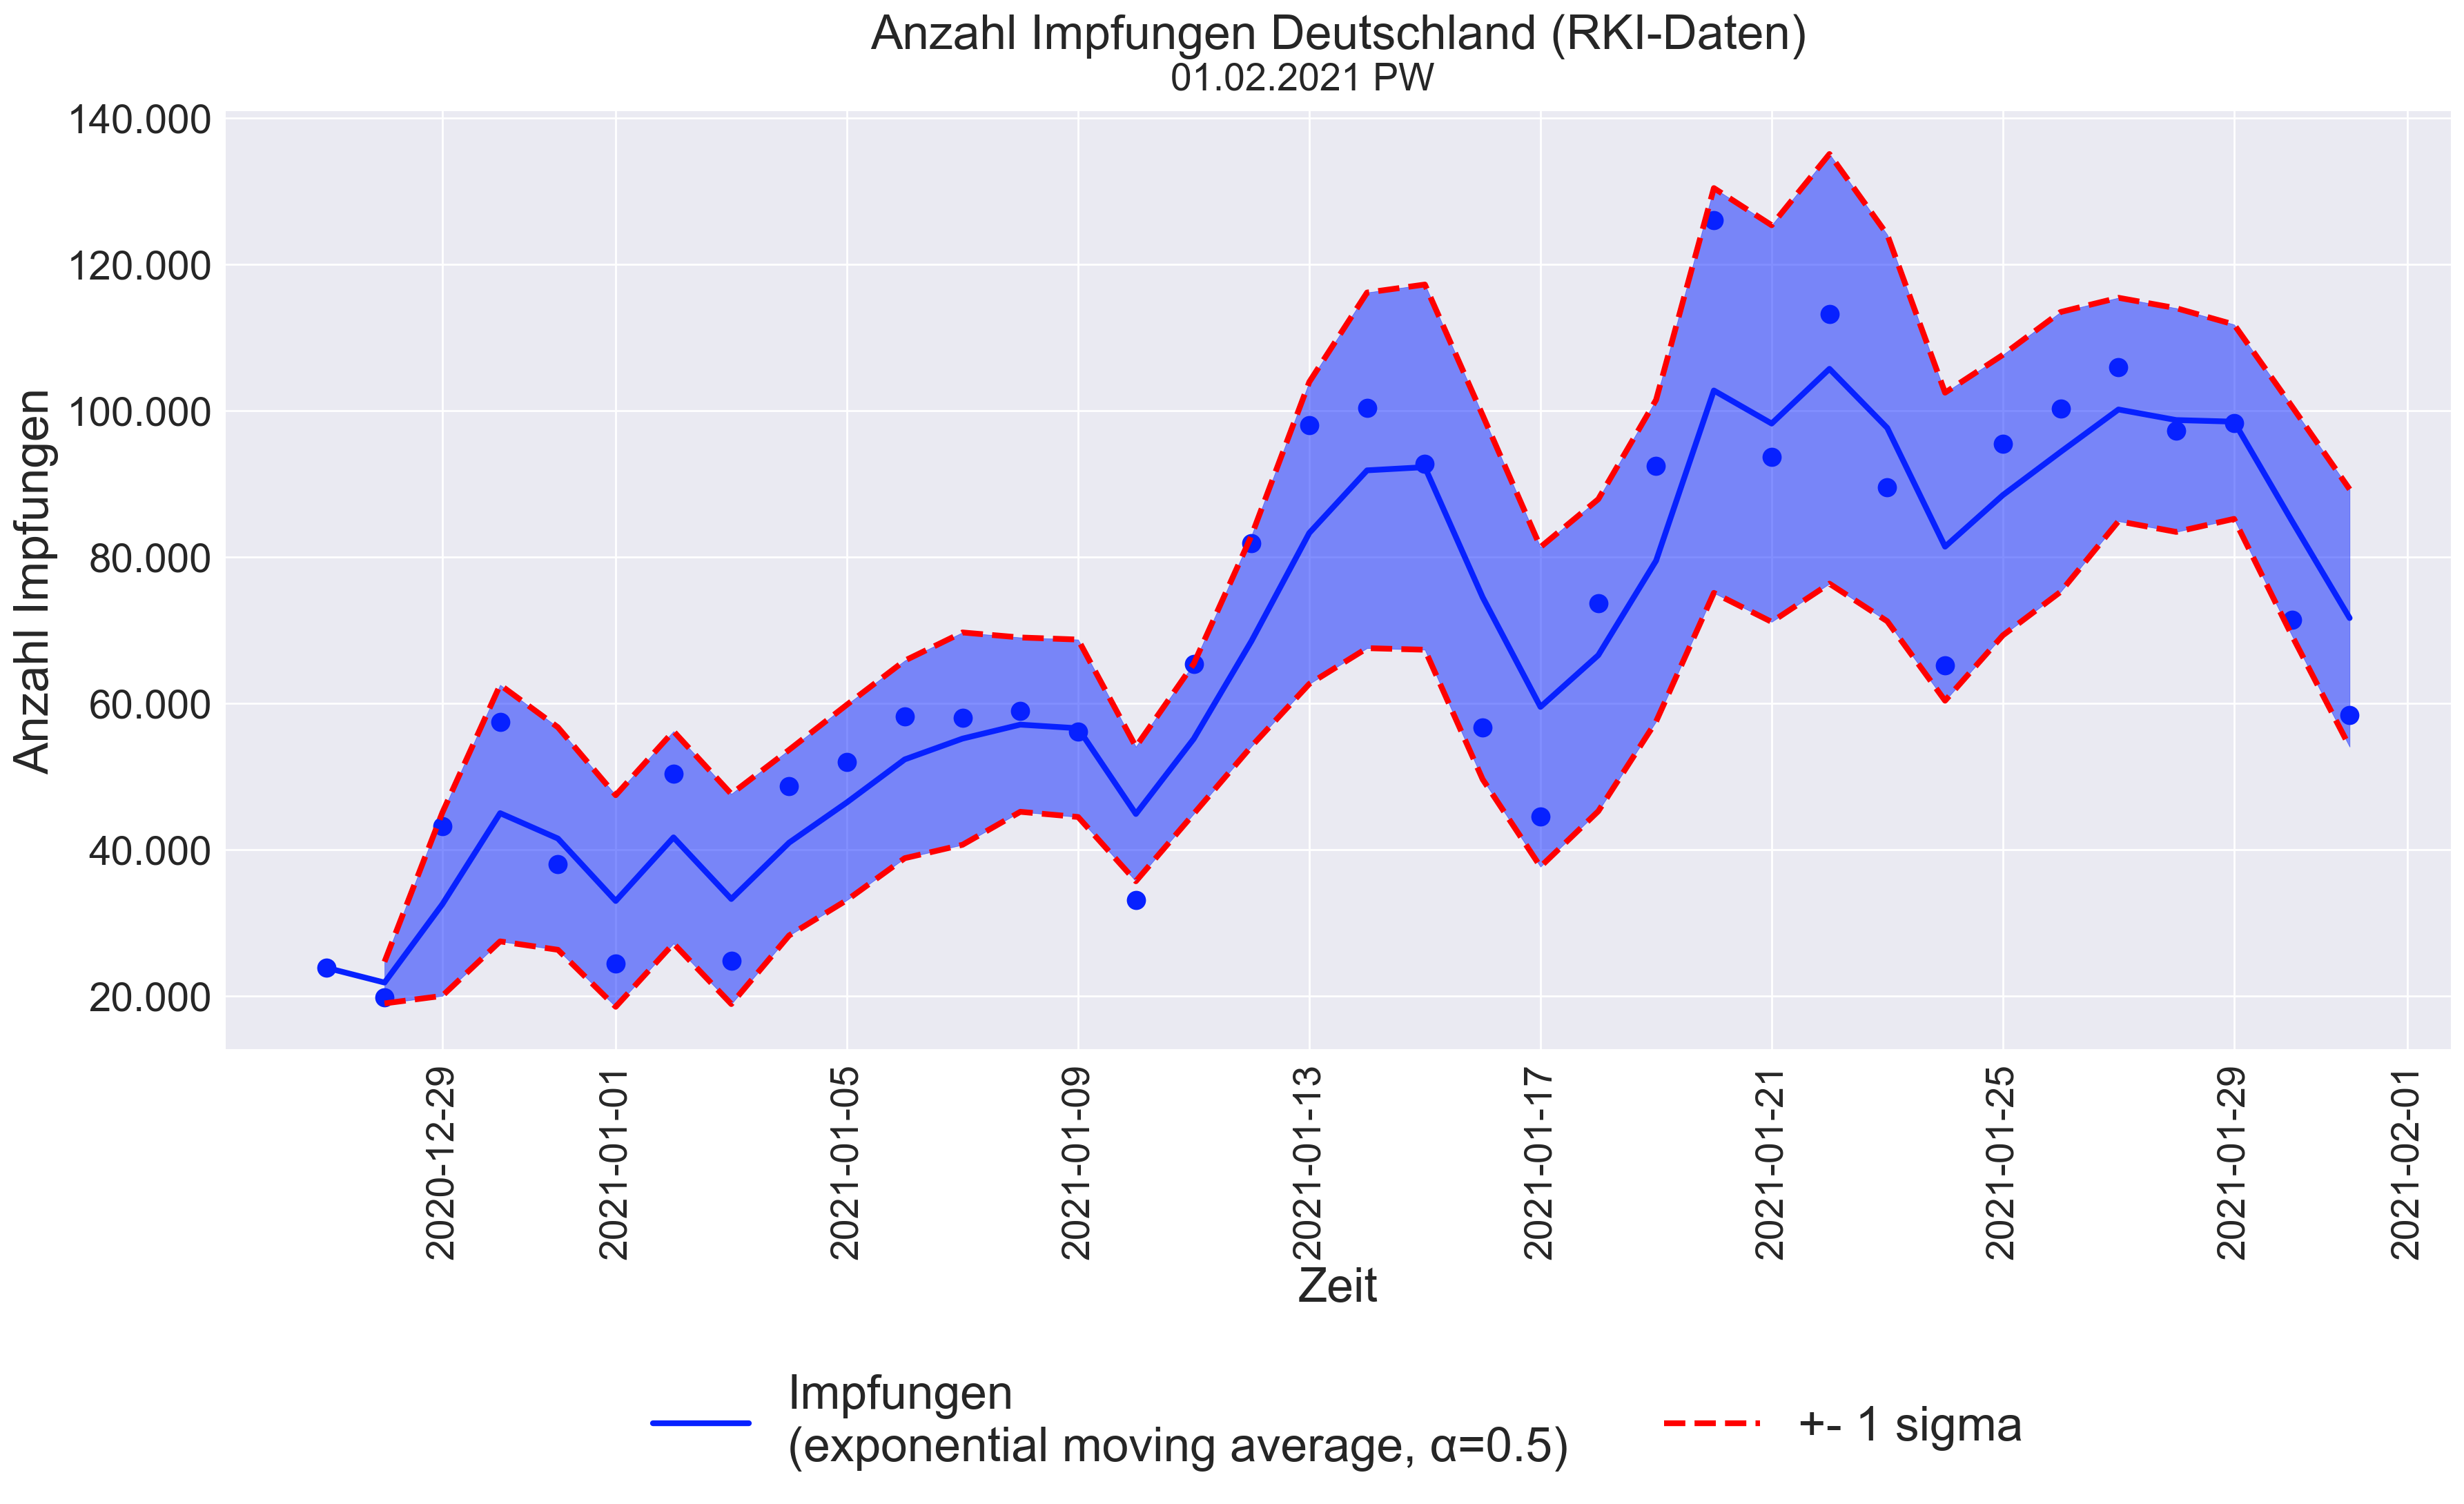 Anzahl Impfungen Deutschland (RKI-Daten)
01.02.2021 PW
140.000
120.000
100.000
80.000
60.000
40.000
20.000
Anzahl Impfungen
2020-12-29
2021-01-01
2021-01-05
2021-01-09
2021-01-13
2021-01-17
2021-01-21
2021-01-25
2021-01-29
2021-02-01
Zeit
Impfungen
(exponential moving average, α=0.5)
+- 1 sigma